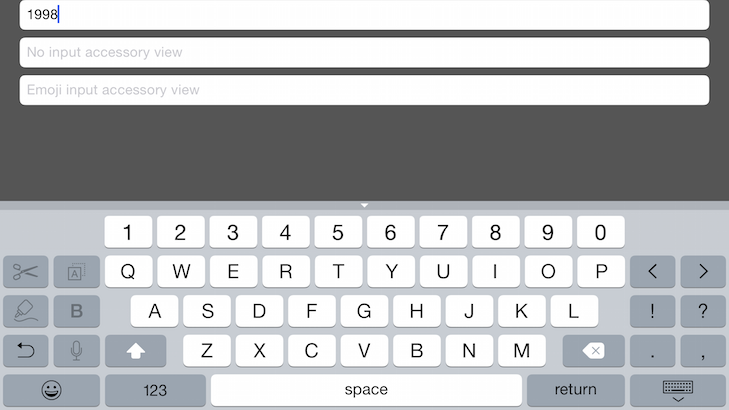 1998
No input accessory view
Emoji input accessory view
1 2 3 4 5 6 7 8 9 0
A Q W E R T Y U I O P < >
B A S D F G H J K L ! ?
Z X C V B N M . ,
123 space return